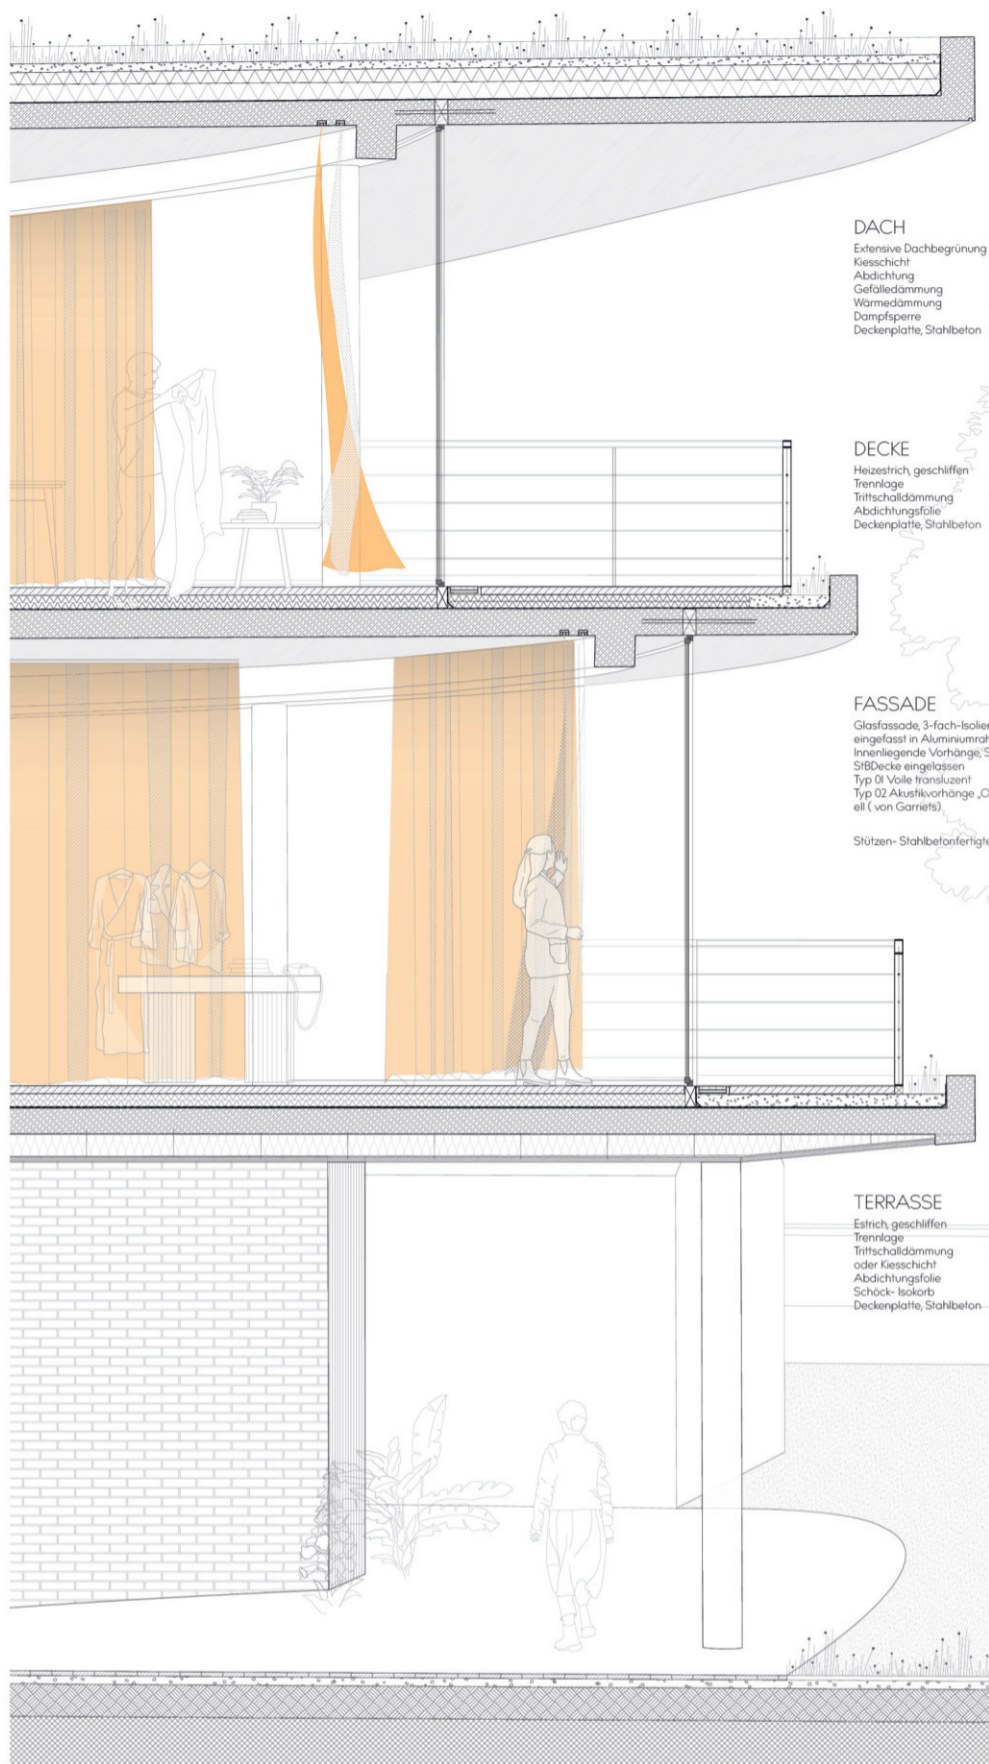 DACH
Extensive Dachbegrünung
Kiesschicht
Abdichtung
Gefälledämmung
Wärmedämmung
Dampfsperre
Deckenplatte, Stahlbeton
DECKE
Heizestrich, geschliffen
Trennlage
Trittschalldämmung
Abdichtungsfolie
Deckenplatte, Stahlbeton
FASSADE
Glasfassade, 3-fach-Isolier
eingefasst in Aluminiumrah
Innenliegende Vorhänge, S
StBDecke eingelassen
Typ 01 Voile transluzent
Typ 02 Akustikvorhänge „O
ell ( von Garriets)
Stützen- Stahlbetonfertigte
TERRASSE
Estrich, geschliffen
Trennlage
Trittschalldämmung
oder Kiesschicht
Abdichtungsfolie
Schöck- Isokorb
Deckenplatte, Stahlbeton